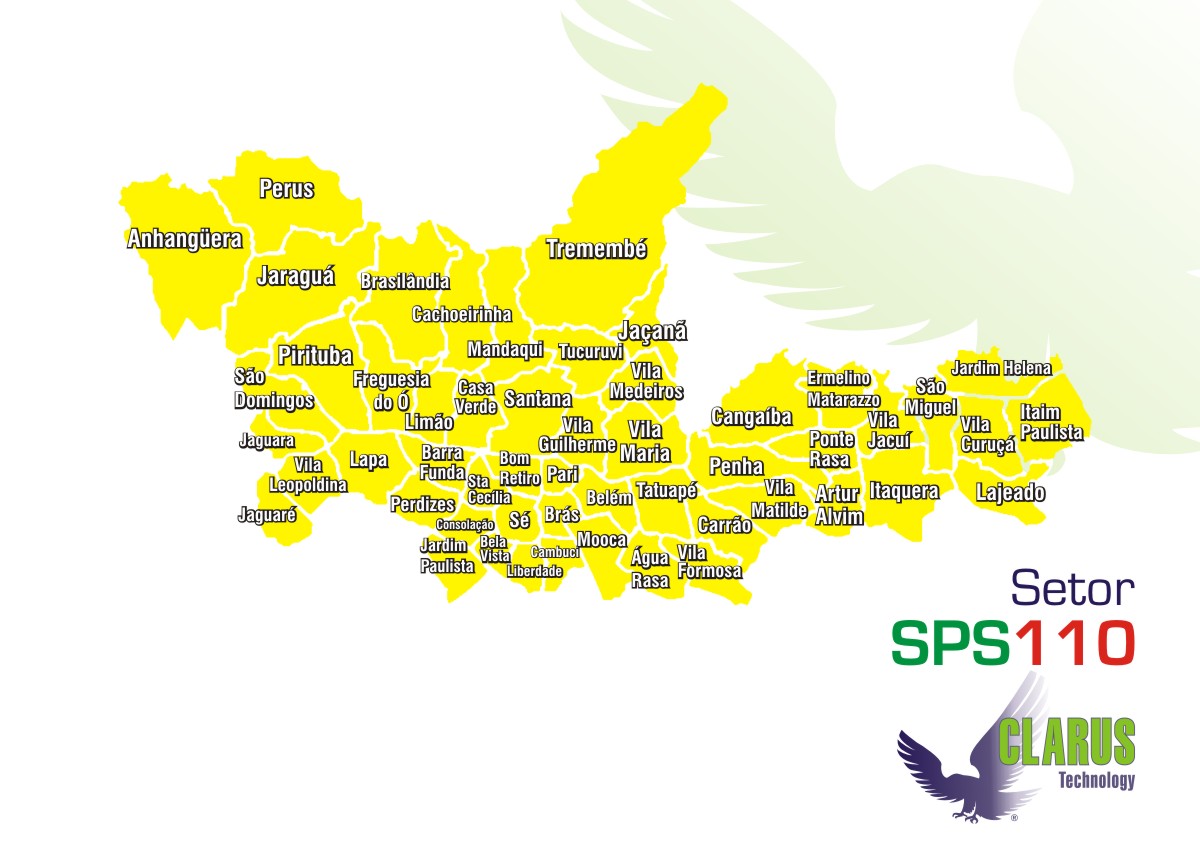 Perus
Anhangüera
Tremembé
Jaraguá
Brasilândia
Cachoeirinha
Jaçanã
Mandaqui
Tucuruvi
Pirituba
São
Domingos
Freguesia
do Ó
Vila
Medeiros
Casa
Verde
Santana
Limão
Vila
Guilherme
Vila
Maria
Jaguara
Lapa
Barra
Funda
Bom
Retiro
Pari
Vila
Leopoldina
Sta
Cecília
Belém
Tatuapé
Perdizes
Jaguaré
Consolação
Sé
Brás
Mooca
Jardim
Paulista
Bela
Vista
Cambuci
Liberdade
Água
Rasa
Vila
Formosa
Carrão
Cangaíba
Ermelino
Matarazzo
São
Miguel
Jardim Helena
Vila
Jacuí
Vila
Curuçá
Itaim
Paulista
Ponte
Rasa
Penha
Vila
Matilde
Artur
Alvim
Itaquera
Lajeado
Setor
SPS110
CLARUS
Technology
®